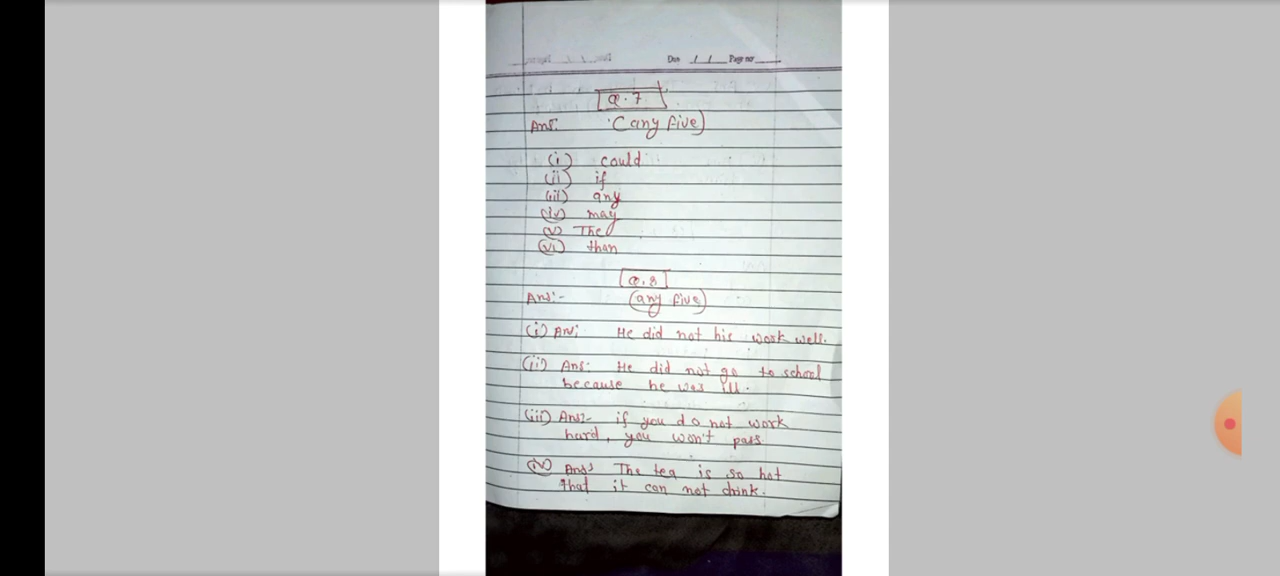 Date / / Page no
Q.7
Ans: (any five)
(i) could
(ii) if
(iii) any
(iv) may
(v) The
(vi) than
Q.8
Ans:- (any five)
(i) Ans: He did not his work well.
(ii) Ans: He did not go to school
because he was ill.
(iii) Ans:- if you do not work
hard, you won't pass
(iv) Ans: The tea is so hot
that it can not drink.